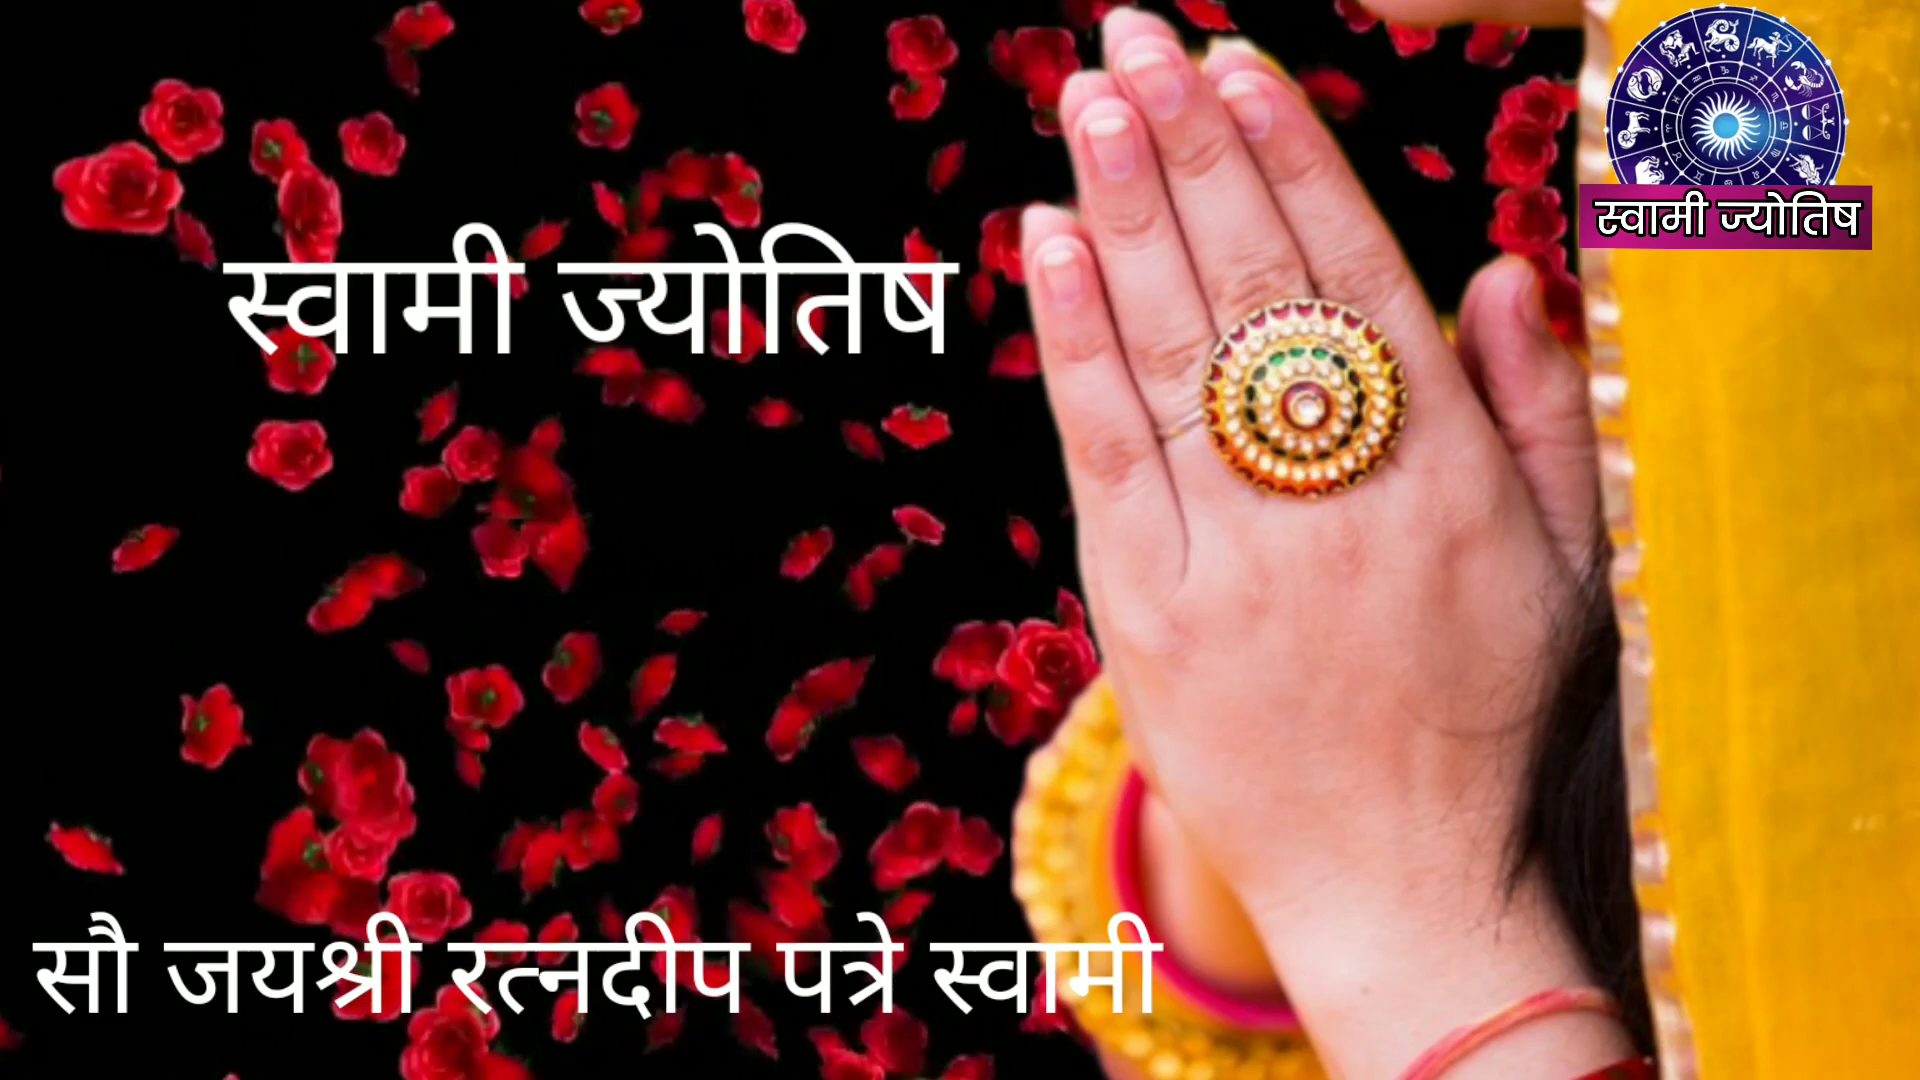 स्वामी ज्योतिष
स्वामी ज्योतिष
सौ जयश्री रत्नदीप पत्रे स्वामी